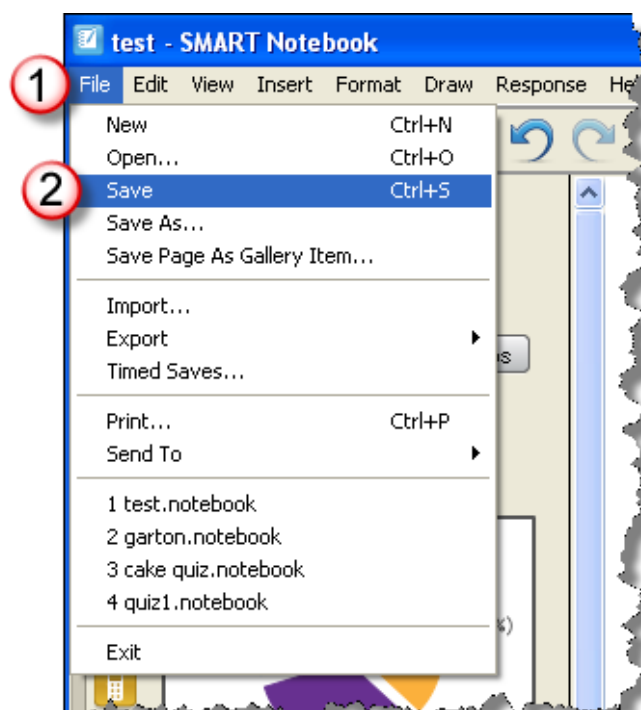 test - SMART Notebook
1
File Edit View Insert Format Draw Response
New Ctrl+N
Open... Ctrl+O
2
Save Ctrl+S
Save As...
Save Page As Gallery Item...
Import...
Export
Timed Saves...
Print... Ctrl+P
Send To
1 test.notebook
2 garton.notebook
3 cake quiz.notebook
4 quiz1.notebook
%)
Exit